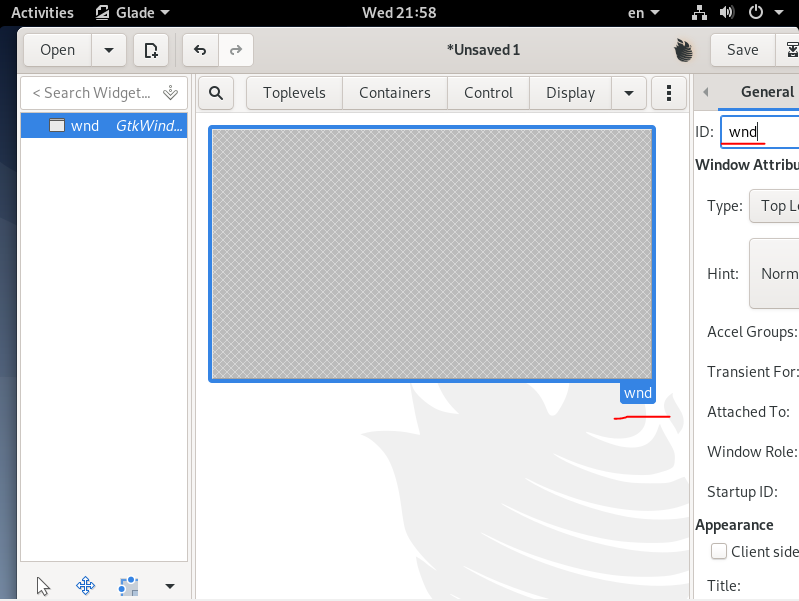 Activities Glade Wed 21:58 en
Open *Unsaved 1 Save
< Search Widget... Toplevels Containers Control Display General
wnd GtkWind...
ID: wnd
Window Attribu
Type: Top Le
Hint: Norm
Accel Groups:
Transient For:
wnd
Attached To:
Window Role:
Startup ID:
Appearance
Client side
Title: